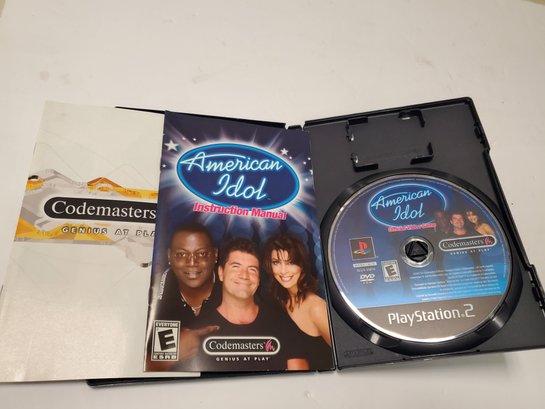 Codemasters
GENIUS AT PLA
American
Idol
Instruction Manual
EVERYONE
E
ESRB
Codemasters
GENIUS AT PLAY
American
Idol
Codemasters
GENIUS AT PLAY
DVD
E
PlayStation.2